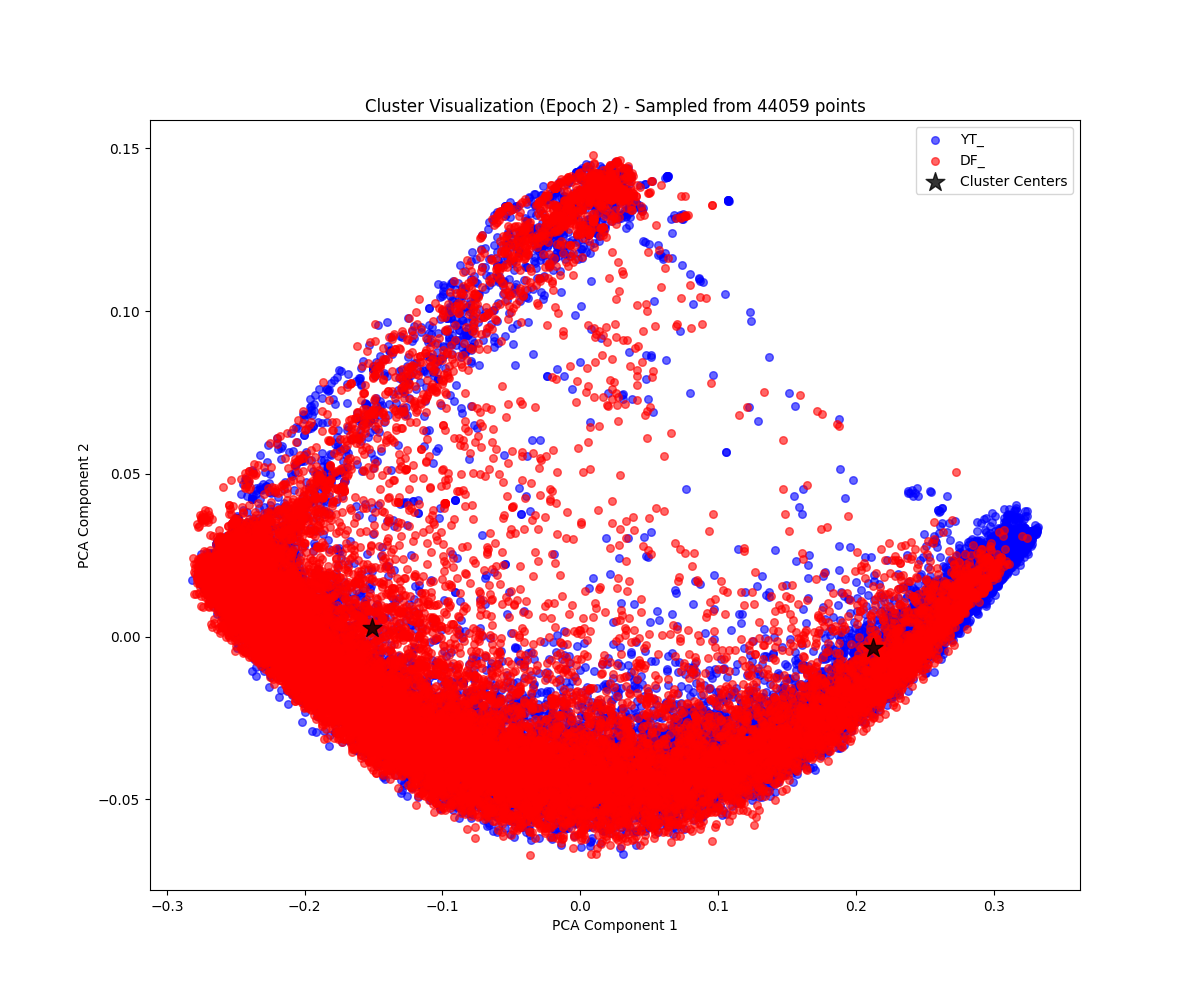 Cluster Visualization (Epoch 2) - Sampled from 44059 points
YT_
DF_
Cluster Centers
0.15
0.10
0.05
0.00
−0.05
PCA Component 2
−0.3
−0.2
−0.1
0.0
0.1
0.2
0.3
PCA Component 1